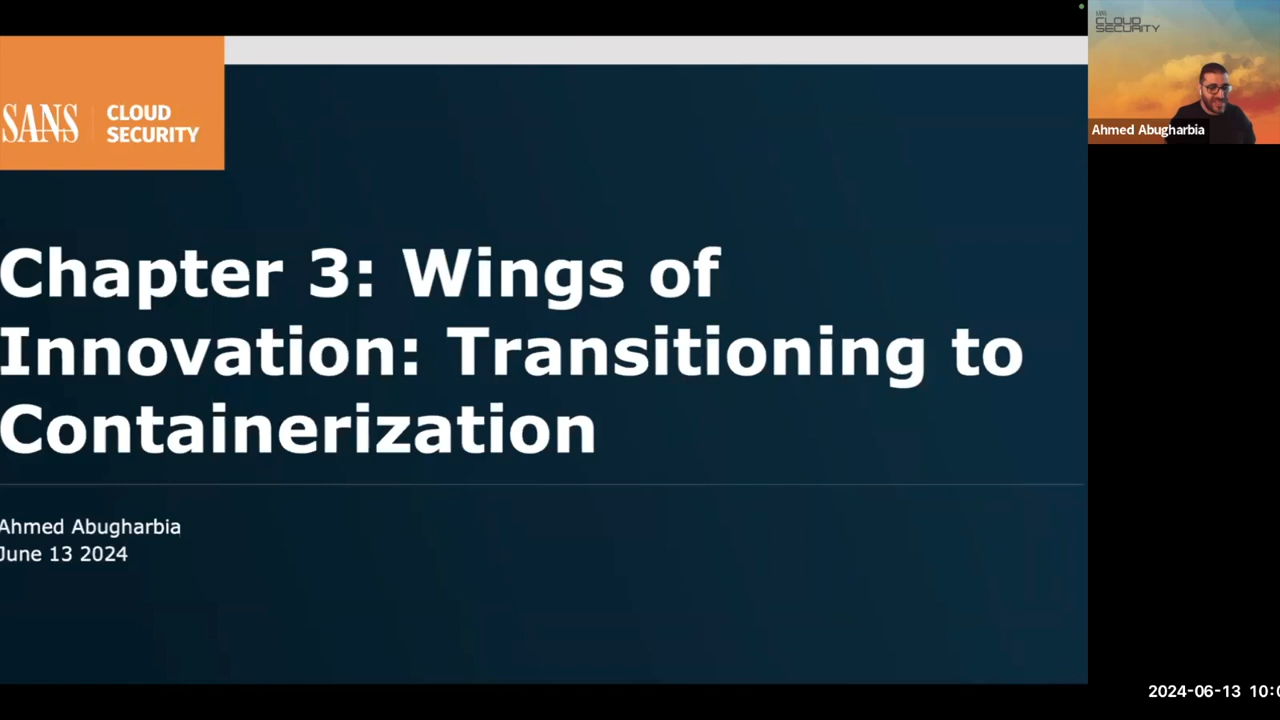 SANS
CLOUD
SECURITY
Chapter 3: Wings of
Innovation: Transitioning to
Containerization
Ahmed Abugharbia
June 13 2024
CLOUD
SECURITY
Ahmed Abugharbia
2024-06-13 10:0